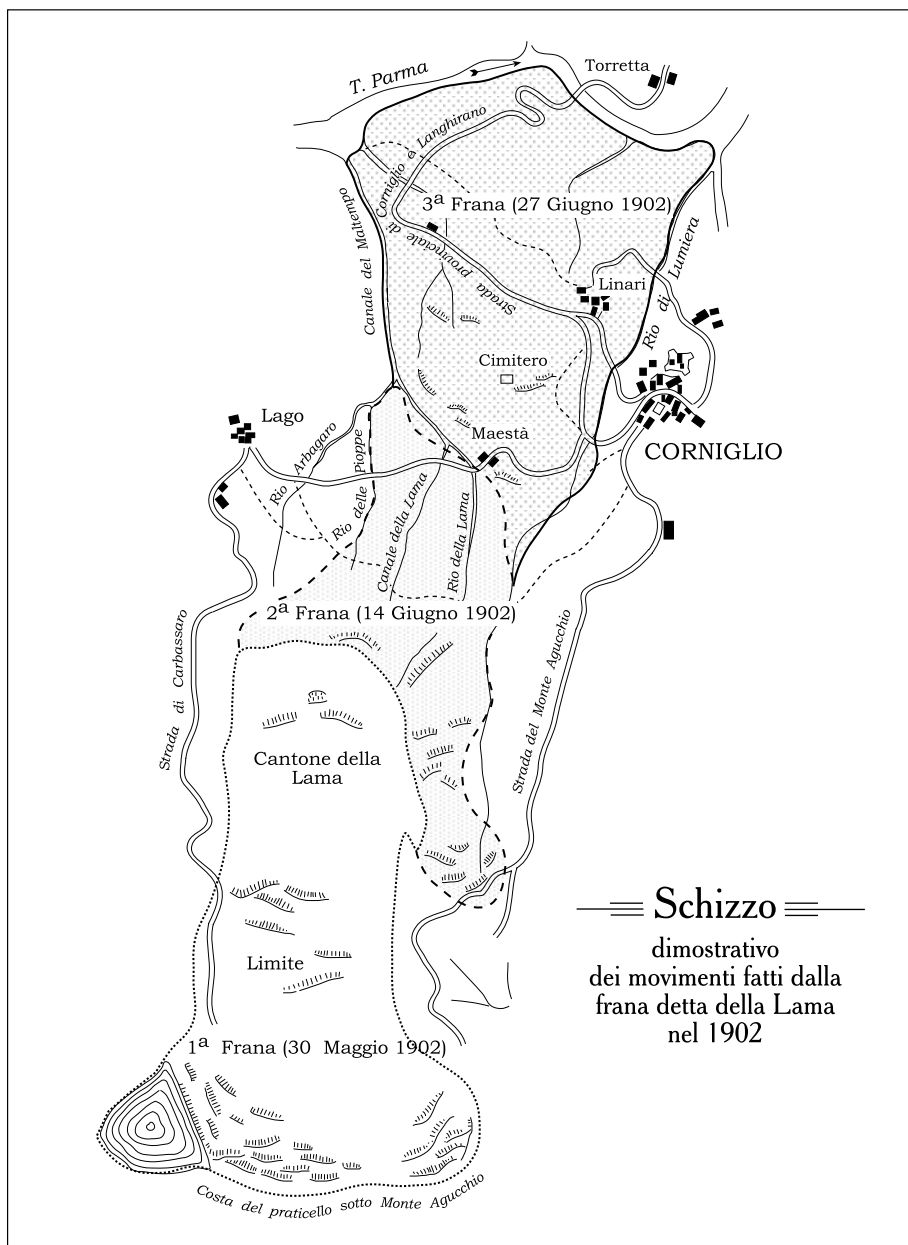 T. Parma
Torretta
Corniglio a Langhirano
3ª Frana (27 Giugno 1902)
Canale del Maltempo
Strada provinciale di
Linari
Rio di Lumiera
Cimitero
Lago
Maestà
CORNIGLIO
Rio Arbagaro
Rio delle Pioppe
Canale della Lama
Rio della Lama
2ª Frana (14 Giugno 1902)
Strada di Carbassaro
Strada del Monte Agucchio
Cantone della
Lama
Limite
Schizzo
dimostrativo
dei movimenti fatti dalla
frana detta della Lama
nel 1902
1ª Frana (30 Maggio 1902)
Costa del praticello sotto Monte Agucchio